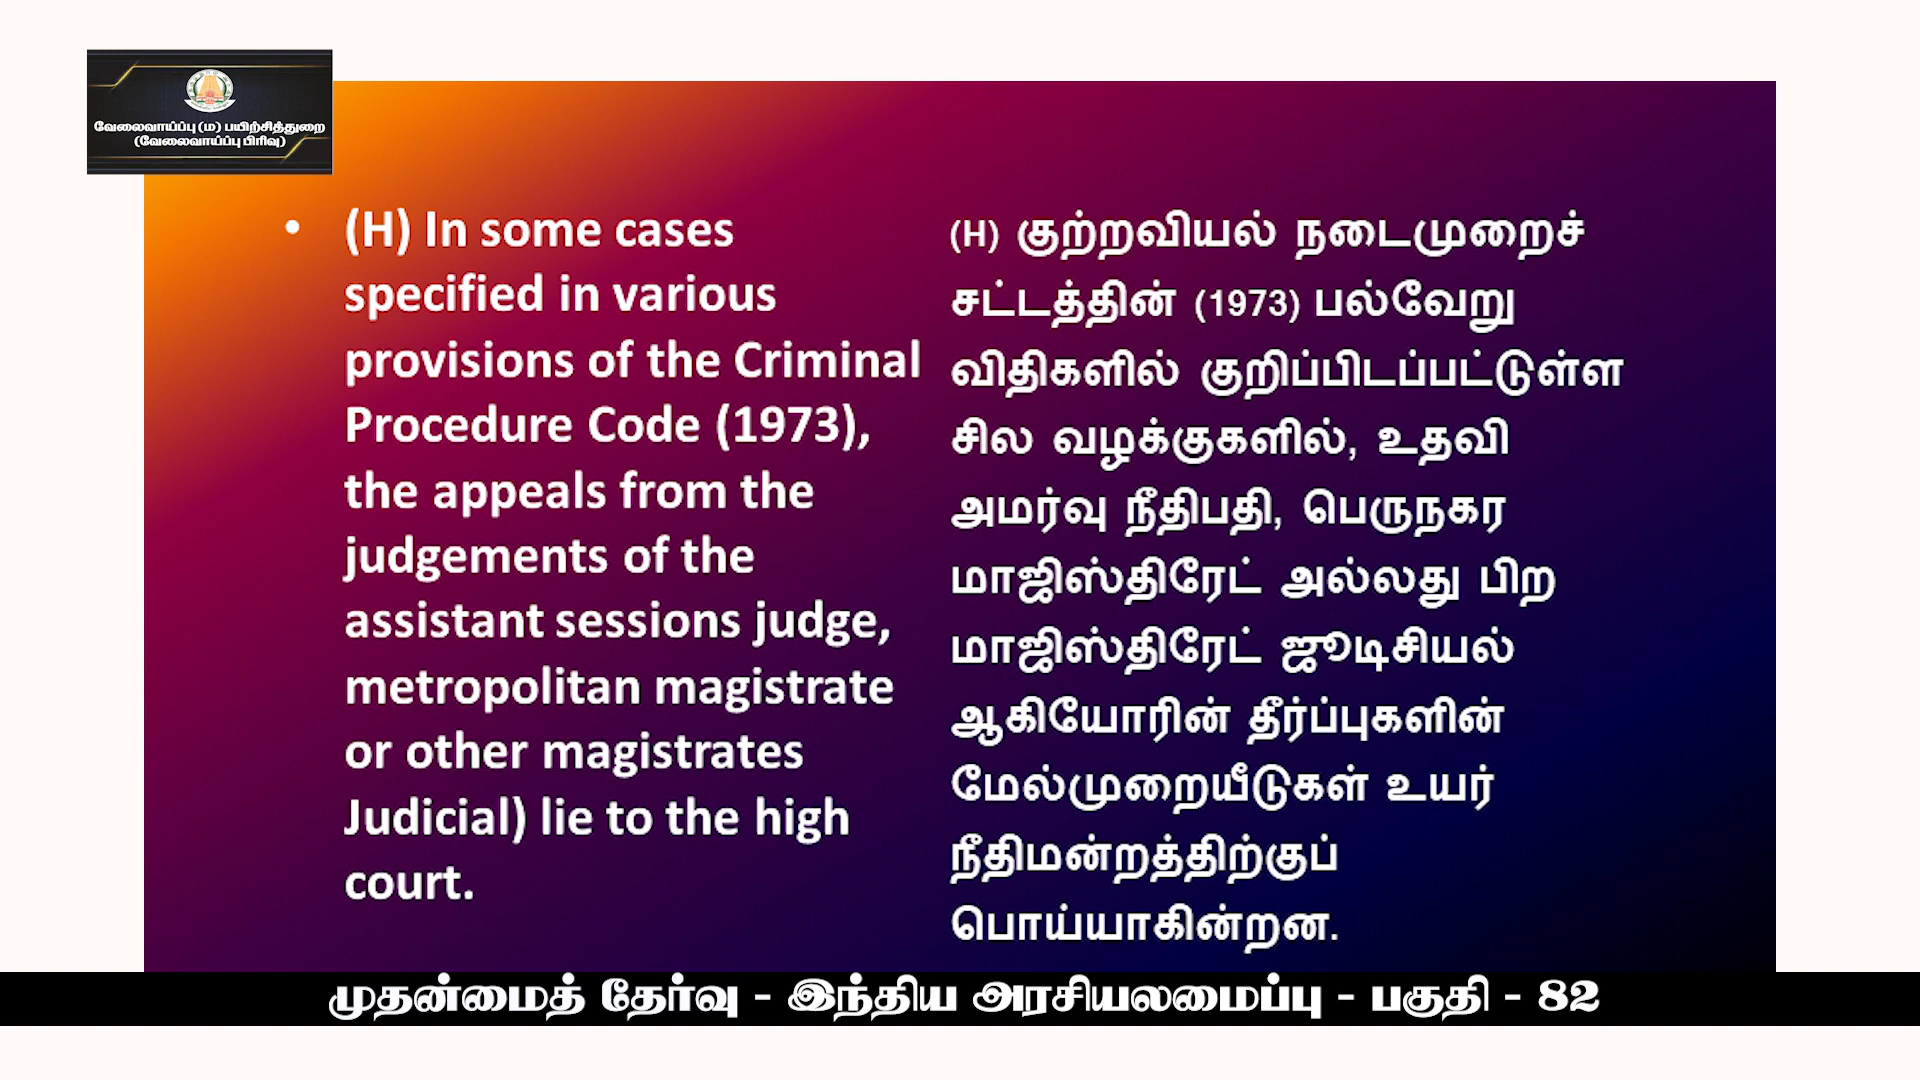 வேலைவாய்ப்பு (ம) பயிற்சித்துறை
(வேலைவாய்ப்பு பிரிவு)
• (H) In some cases
specified in various
provisions of the Criminal
Procedure Code (1973),
the appeals from the
judgements of the
assistant sessions judge,
metropolitan magistrate
or other magistrates
Judicial) lie to the high
court.
(H) குற்றவியல் நடைமுறைச்
சட்டத்தின் (1973) பல்வேறு
விதிகளில் குறிப்பிடப்பட்டுள்ள
சில வழக்குகளில், உதவி
அமர்வு நீதிபதி, பெருநகர
மாஜிஸ்திரேட் அல்லது பிற
மாஜிஸ்திரேட் ஜூடிசியல்
ஆகியோரின் தீர்ப்புகளின்
மேல்முறையீடுகள் உயர்
நீதிமன்றத்திற்குப்
பொய்யாகின்றன.
முதன்மைத் தேர்வு - இந்திய அரசியலமைப்பு - பகுதி - 82